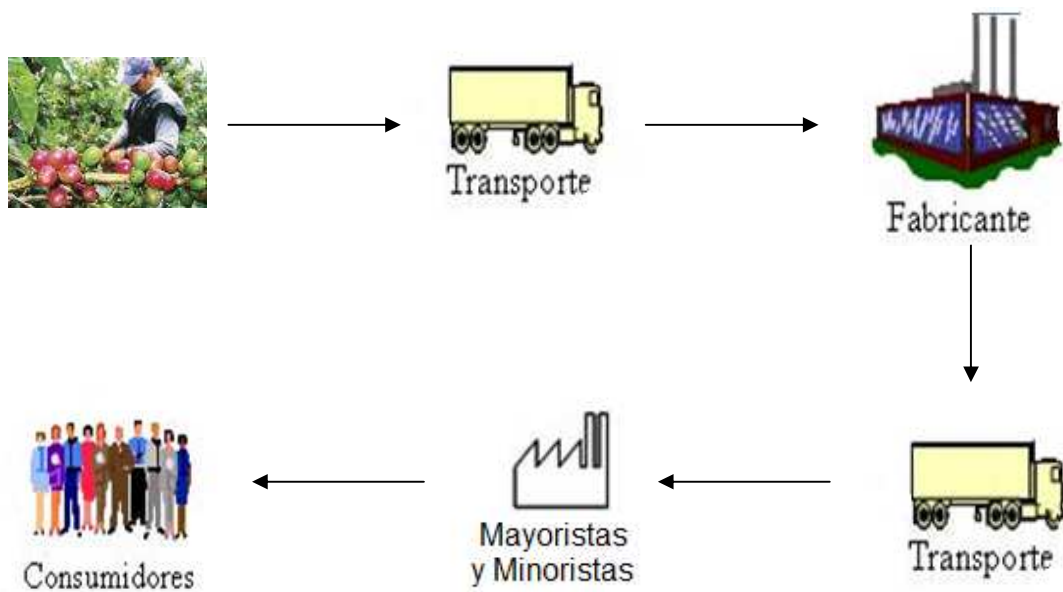 Transporte
Fabricante
Transporte
Mayoristas
y Minoristas
Consumidores